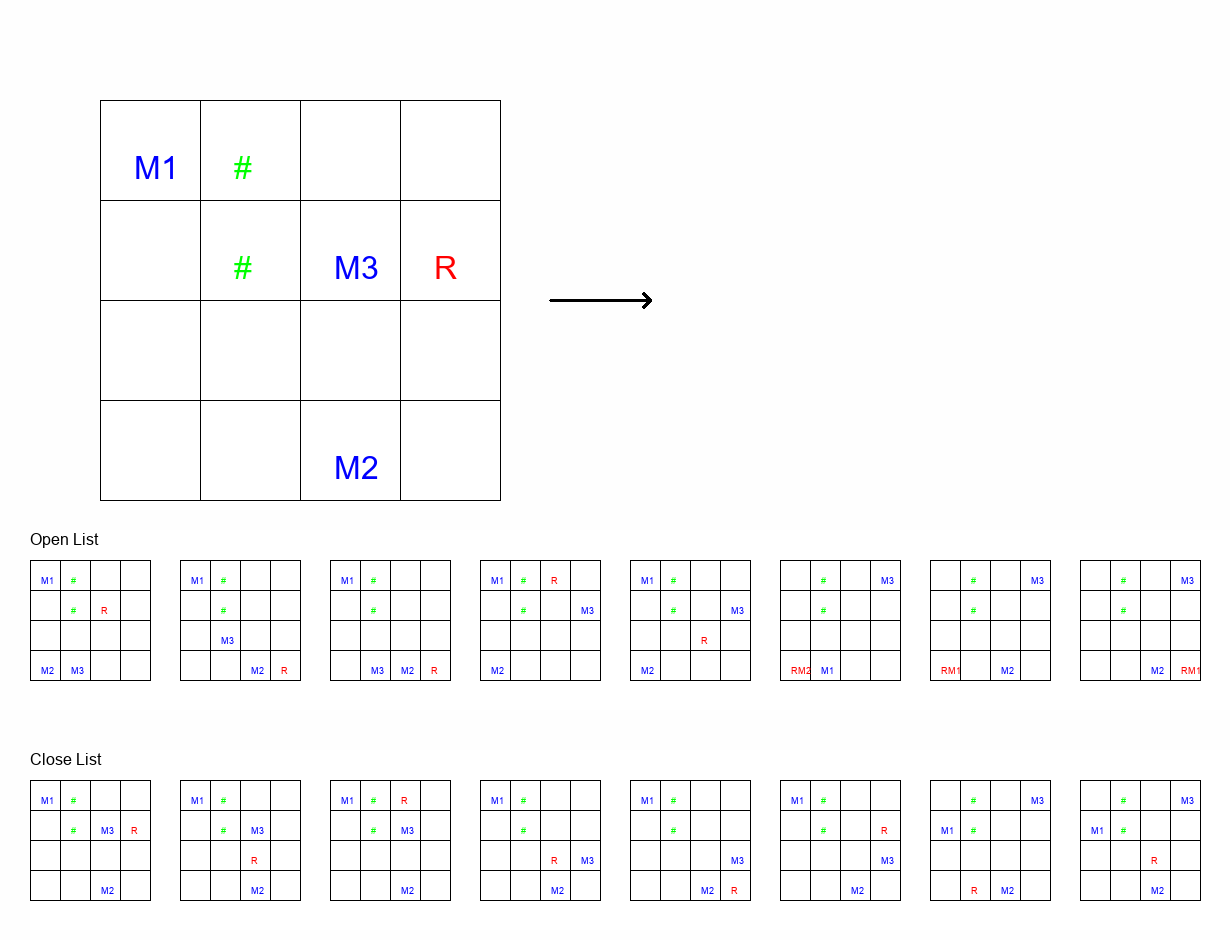 M1 #
# M3 R
M2
Open List
M1 # M1 # M1 # M1 # R M1 # # M3 # M3 # M3
# R # # # M3 # M3 # # #
M3 R
M2 M3 M2 R M3 M2 R M2 M2 RM2 M1 RM1 M2 M2 RM1
Close List
M1 # M1 # M1 # R M1 # M1 # M1 # # M3 # M3
# M3 R # M3 # M3 # # # R M1 # M1 #
R R M3 M3 M3 R
M2 M2 M2 M2 M2 R M2 R M2 M2